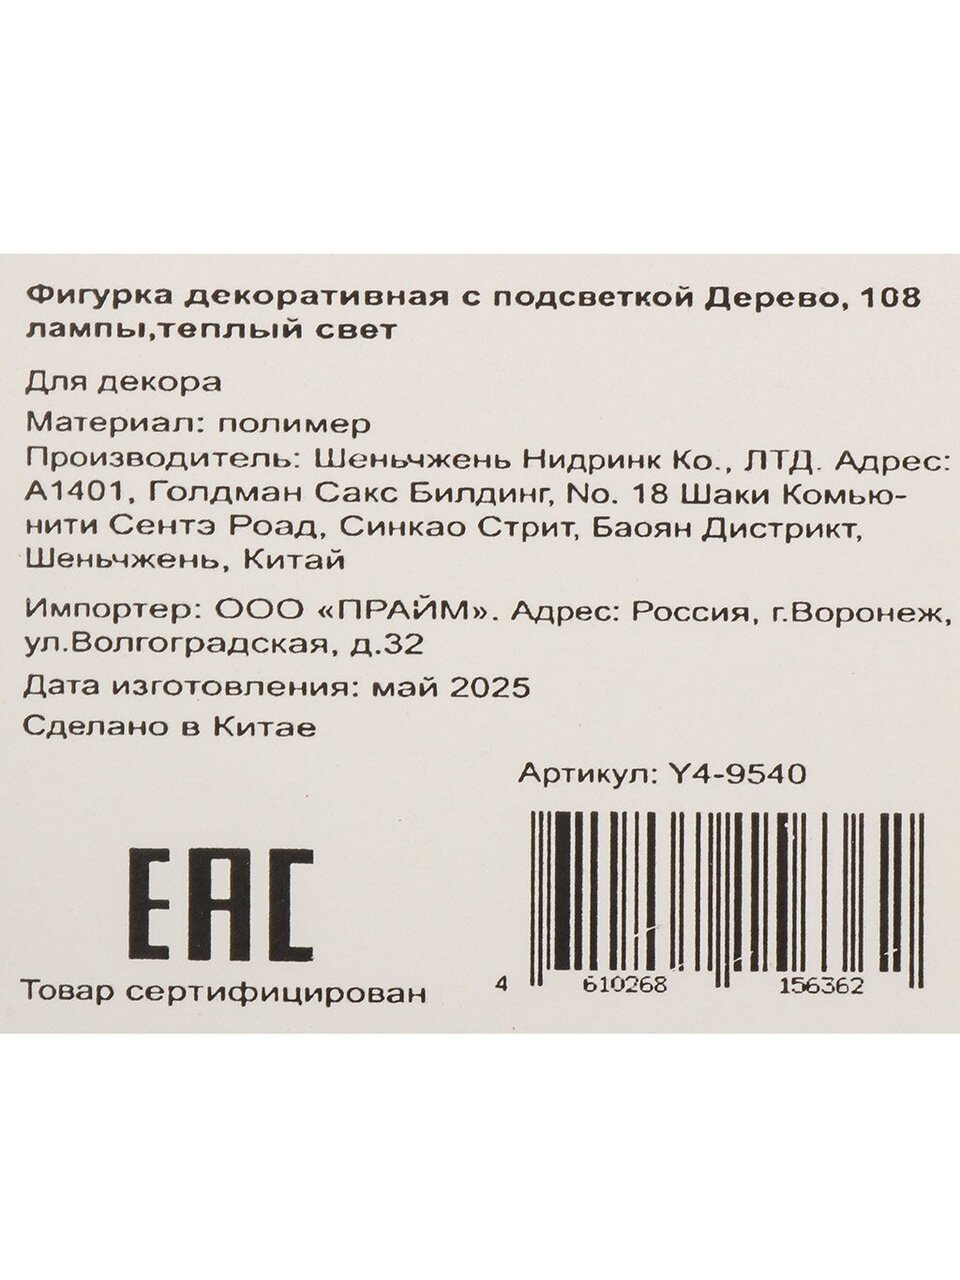 Фигурка декоративная с подсветкой Дерево, 108
лампы,теплый свет
Для декора
Материал: полимер
Производитель: Шеньчжень Нидринк Ко., ЛТД. Адрес:
А1401, Голдман Сакс Билдинг, No. 18 Шаки Комью-
нити Сентэ Роад, Синкао Стрит, Баоян Дистрикт,
Шеньчжень, Китай
Импортер: ООО «ПРАЙМ». Адрес: Россия, г.Воронеж,
ул.Волгоградская, д.32
Дата изготовления: май 2025
Сделано в Китае
Артикул: Y4-9540
EAC
Товар сертифицирован
4 610268 156362